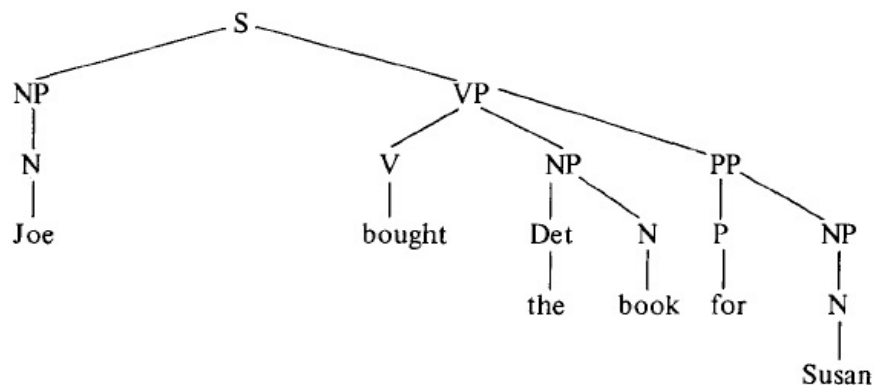 S
NP VP
N V NP PP
Joe bought Det N P NP
the book for N
Susan